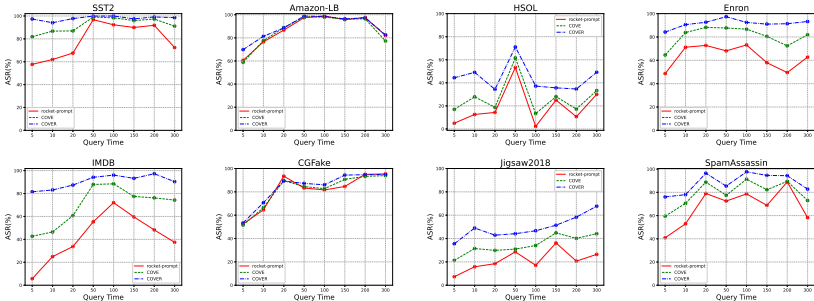 SST2
ASR(%)
100
80
60
40
20
0
rocket-prompt
COVE
COVER
5 10 20 50 100 150 200 300
Query Time
Amazon-LB
ASR(%)
100
80
60
40
20
0
rocket-prompt
COVE
COVER
5 10 20 50 100 150 200 300
Query Time
HSOL
ASR(%)
100
80
60
40
20
0
rocket-prompt
COVE
COVER
5 10 20 50 100 150 200 300
Query Time
Enron
ASR(%)
100
80
60
40
20
0
rocket-prompt
COVE
COVER
5 10 20 50 100 150 200 300
Query Time
IMDB
ASR(%)
100
80
60
40
20
0
rocket-prompt
COVE
COVER
5 10 20 50 100 150 200 300
Query Time
CGFake
ASR(%)
100
80
60
40
20
0
rocket-prompt
COVE
COVER
5 10 20 50 100 150 200 300
Query Time
Jigsaw2018
ASR(%)
100
80
60
40
20
0
rocket-prompt
COVE
COVER
5 10 20 50 100 150 200 300
Query Time
SpamAssassin
ASR(%)
100
80
60
40
20
0
rocket-prompt
COVE
COVER
5 10 20 50 100 150 200 300
Query Time